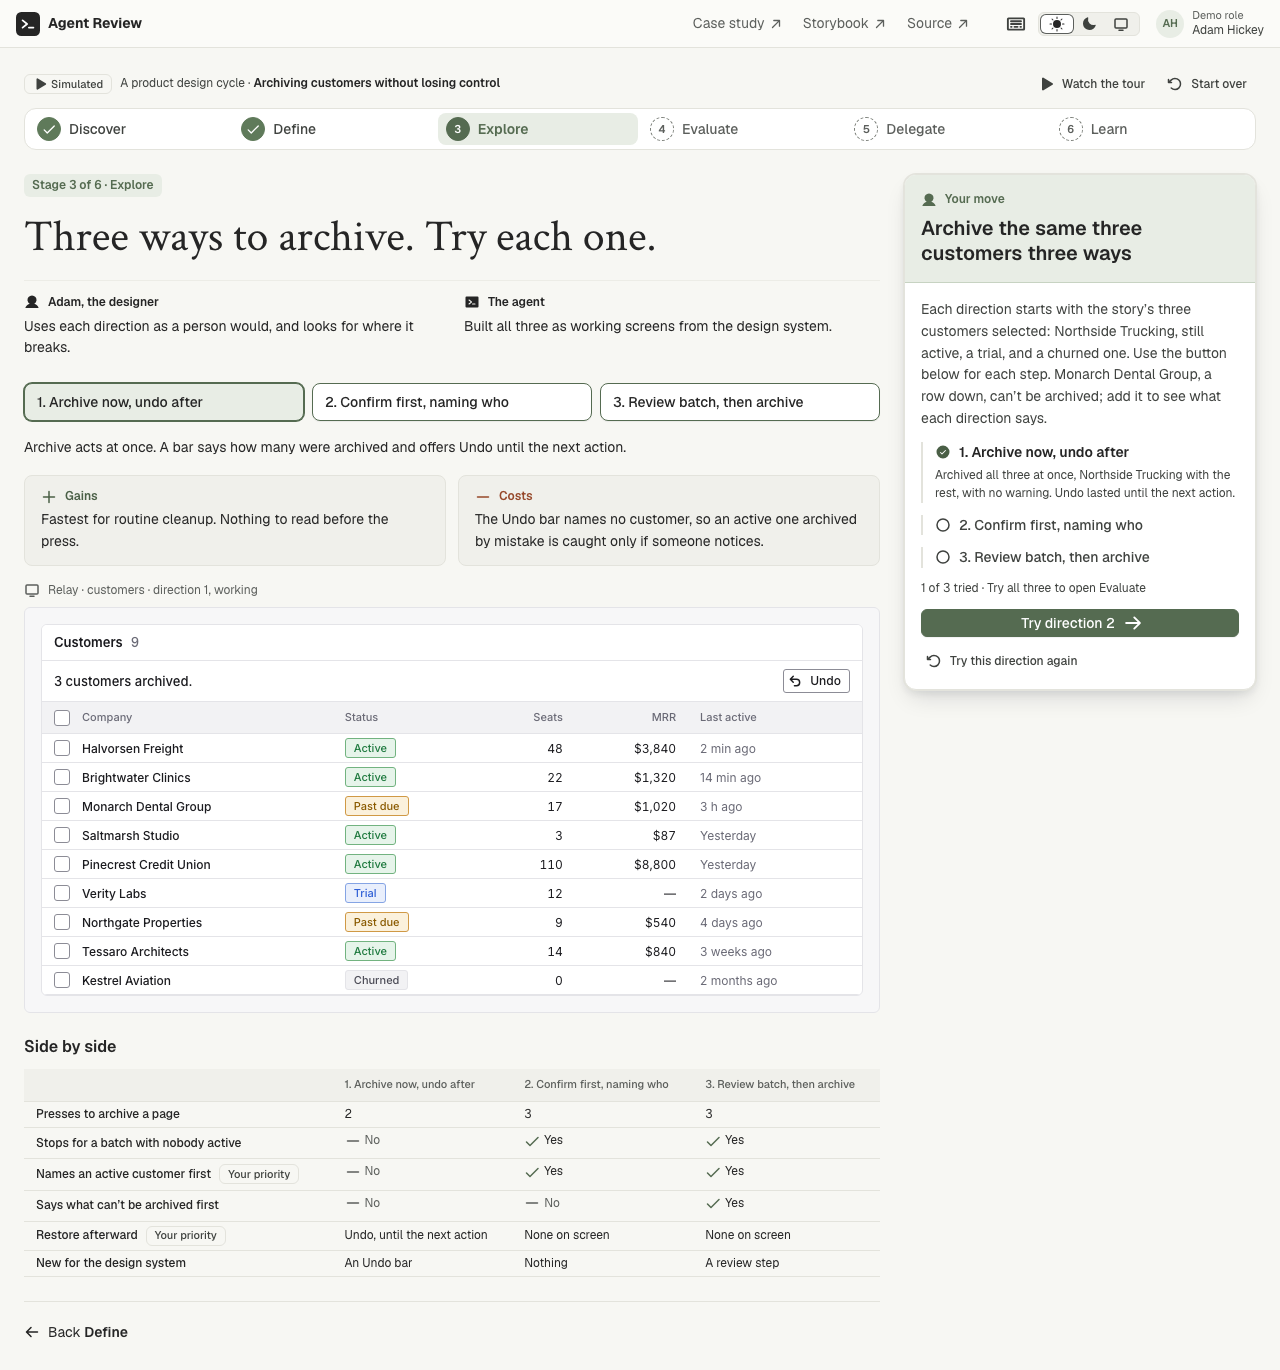 Agent Review
Case study
Storybook
Source
AH
Demo role
Adam Hickey
Simulated
A product design cycle · Archiving customers without losing control
Watch the tour
Start over
Discover
Define
3 Explore
4 Evaluate
5 Delegate
6 Learn
Stage 3 of 6 · Explore
Three ways to archive. Try each one.
Adam, the designer
Uses each direction as a person would, and looks for where it
breaks.
The agent
Built all three as working screens from the design system.
1. Archive now, undo after
2. Confirm first, naming who
3. Review batch, then archive
Archive acts at once. A bar says how many were archived and offers Undo until the next action.
Gains
Fastest for routine cleanup. Nothing to read before the
press.
Costs
The Undo bar names no customer, so an active one archived
by mistake is caught only if someone notices.
Relay · customers · direction 1, working
Customers 9
3 customers archived.
Undo
Company Status Seats MRR Last active
Halvorsen Freight Active 48 $3,840 2 min ago
Brightwater Clinics Active 22 $1,320 14 min ago
Monarch Dental Group Past due 17 $1,020 3 h ago
Saltmarsh Studio Active 3 $87 Yesterday
Pinecrest Credit Union Active 110 $8,800 Yesterday
Verity Labs Trial 12 — 2 days ago
Northgate Properties Past due 9 $540 4 days ago
Tessaro Architects Active 14 $840 3 weeks ago
Kestrel Aviation Churned 0 — 2 months ago
Side by side
1. Archive now, undo after 2. Confirm first, naming who 3. Review batch, then archive
Presses to archive a page 2 3 3
Stops for a batch with nobody active No Yes Yes
Names an active customer first Your priority No Yes Yes
Says what can't be archived first No No Yes
Restore afterward Your priority Undo, until the next action None on screen None on screen
New for the design system An Undo bar Nothing A review step
Back Define
Your move
Archive the same three
customers three ways
Each direction starts with the story's three
customers selected: Northside Trucking, still
active, a trial, and a churned one. Use the button
below for each step. Monarch Dental Group, a
row down, can't be archived; add it to see what
each direction says.
1. Archive now, undo after
Archived all three at once, Northside Trucking with the
rest, with no warning. Undo lasted until the next action.
2. Confirm first, naming who
3. Review batch, then archive
1 of 3 tried · Try all three to open Evaluate
Try direction 2
Try this direction again